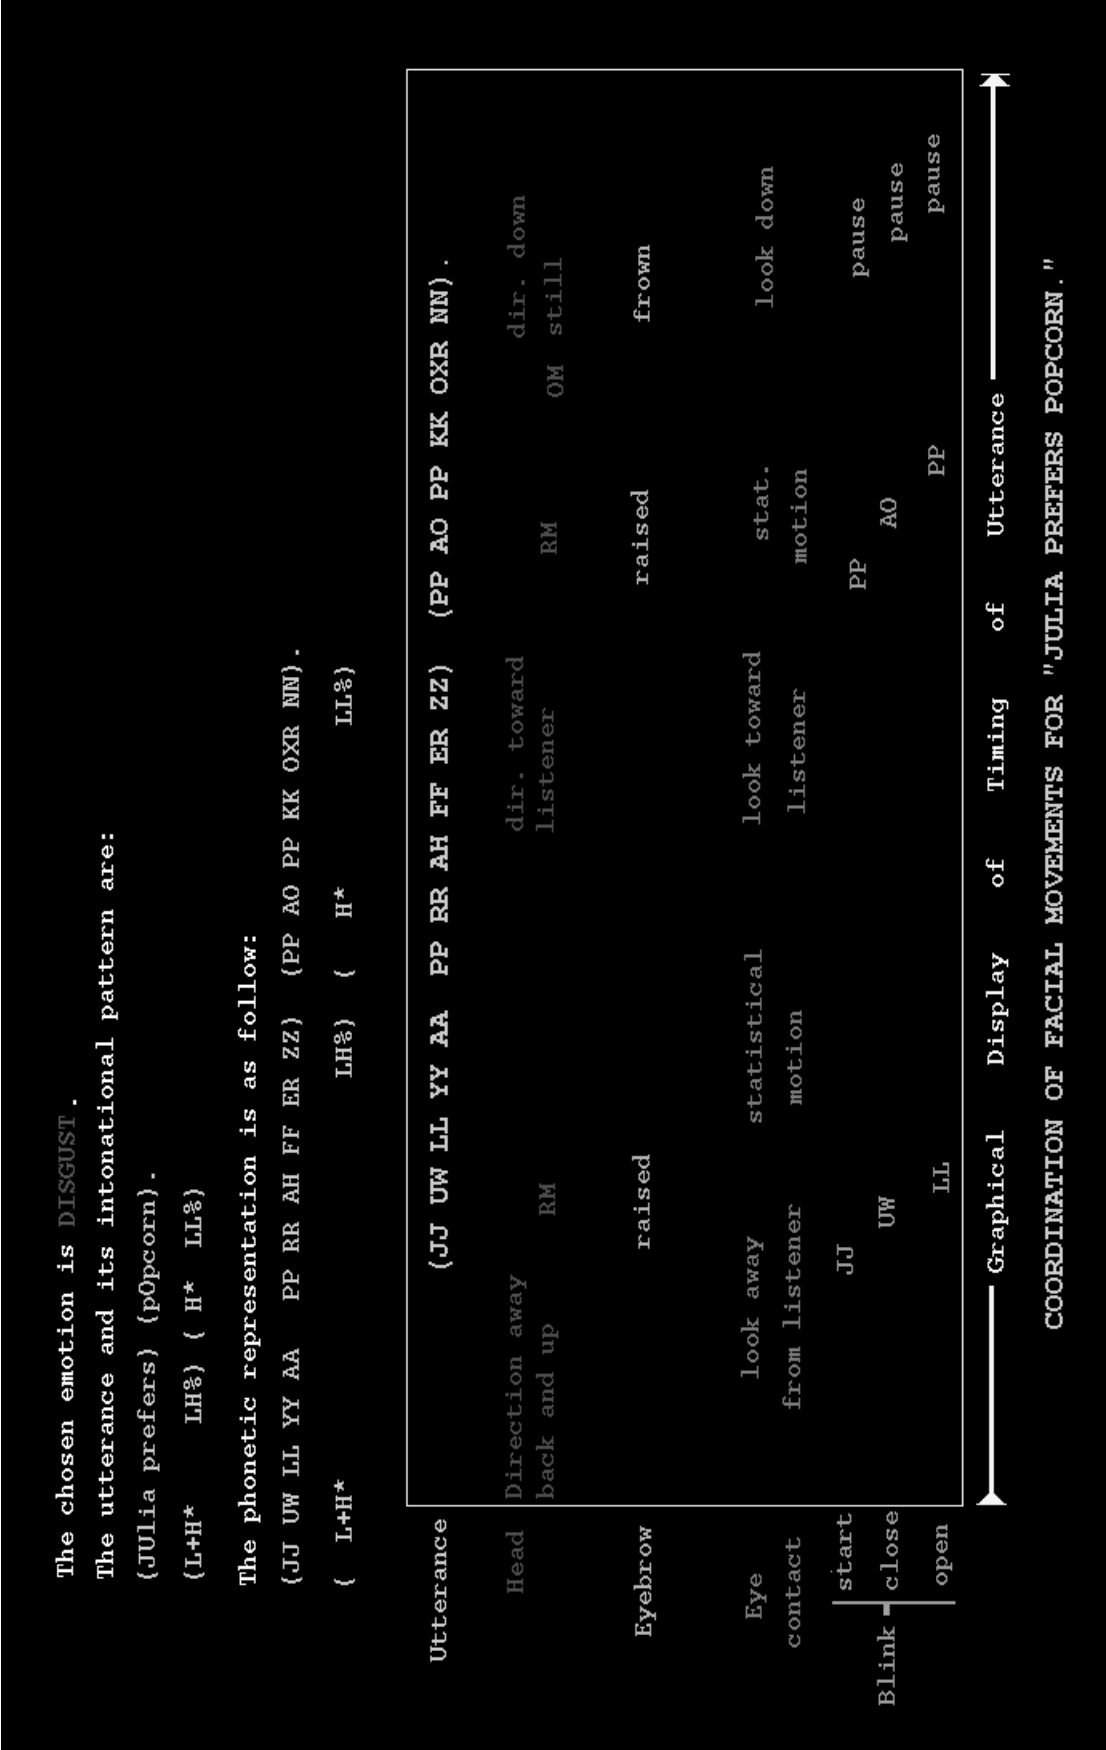 The chosen emotion is DISGUST.
The utterance and its intonational pattern are:
(JUlia prefers) (pOpcorn).
(L+H* LH%) ( H* LL%)
The phonetic representation is as follow:
(JJ UW LL YY AA PP RR AH FF ER ZZ) (PP AO PP KK OXR NN).
( L+H* LH%) ( H* LL%)
Utterance (JJ UW LL YY AA PP RR AH FF ER ZZ) (PP AO PP KK OXR NN).
Head Direction away dir. toward dir. down
back and up RM listener RM OM still
Eyebrow raised raised frown
Eye look away statistical look toward stat. look down
contact from listener motion listener motion
Blink
start JJ PP pause
close UW AO pause
open LL PP pause
Graphical Display of Timing of Utterance
COORDINATION OF FACIAL MOVEMENTS FOR "JULIA PREFERS POPCORN."